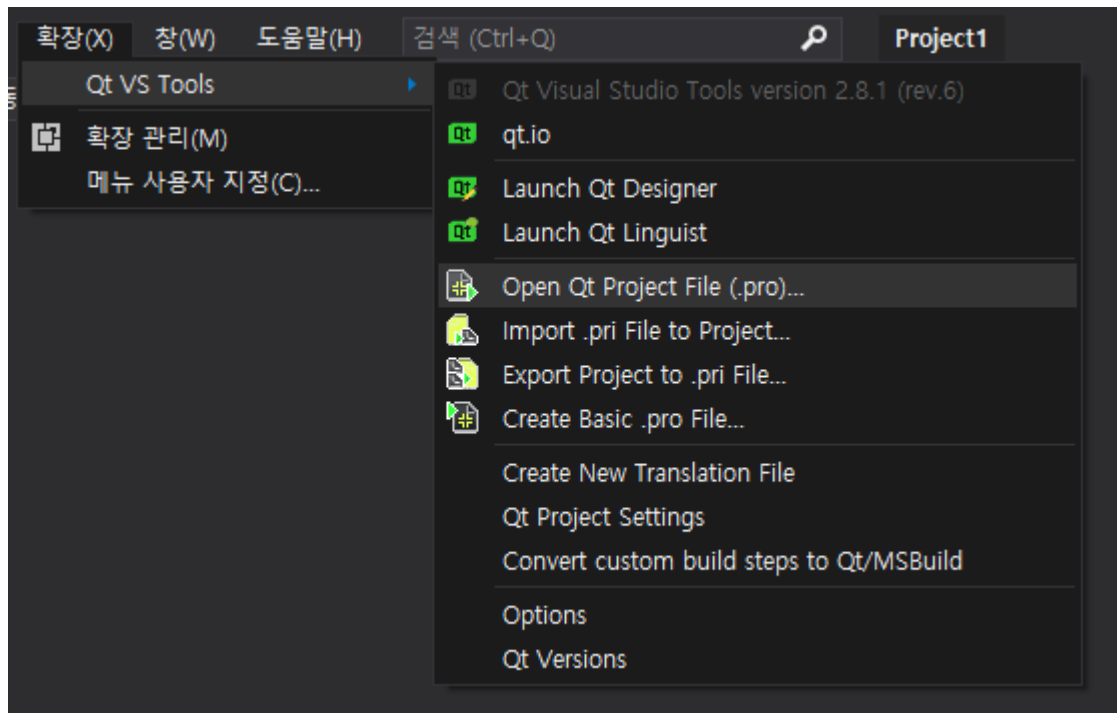 확장(X) 창(W) 도움말(H) 검색 (Ctrl+Q) Project1
Qt VS Tools
확장 관리(M)
메뉴 사용자 지정(C)...
Qt Visual Studio Tools version 2.8.1 (rev.6)
qt.io
Launch Qt Designer
Launch Qt Linguist
Open Qt Project File (.pro)...
Import .pri File to Project...
Export Project to .pri File...
Create Basic .pro File...
Create New Translation File
Qt Project Settings
Convert custom build steps to Qt/MSBuild
Options
Qt Versions